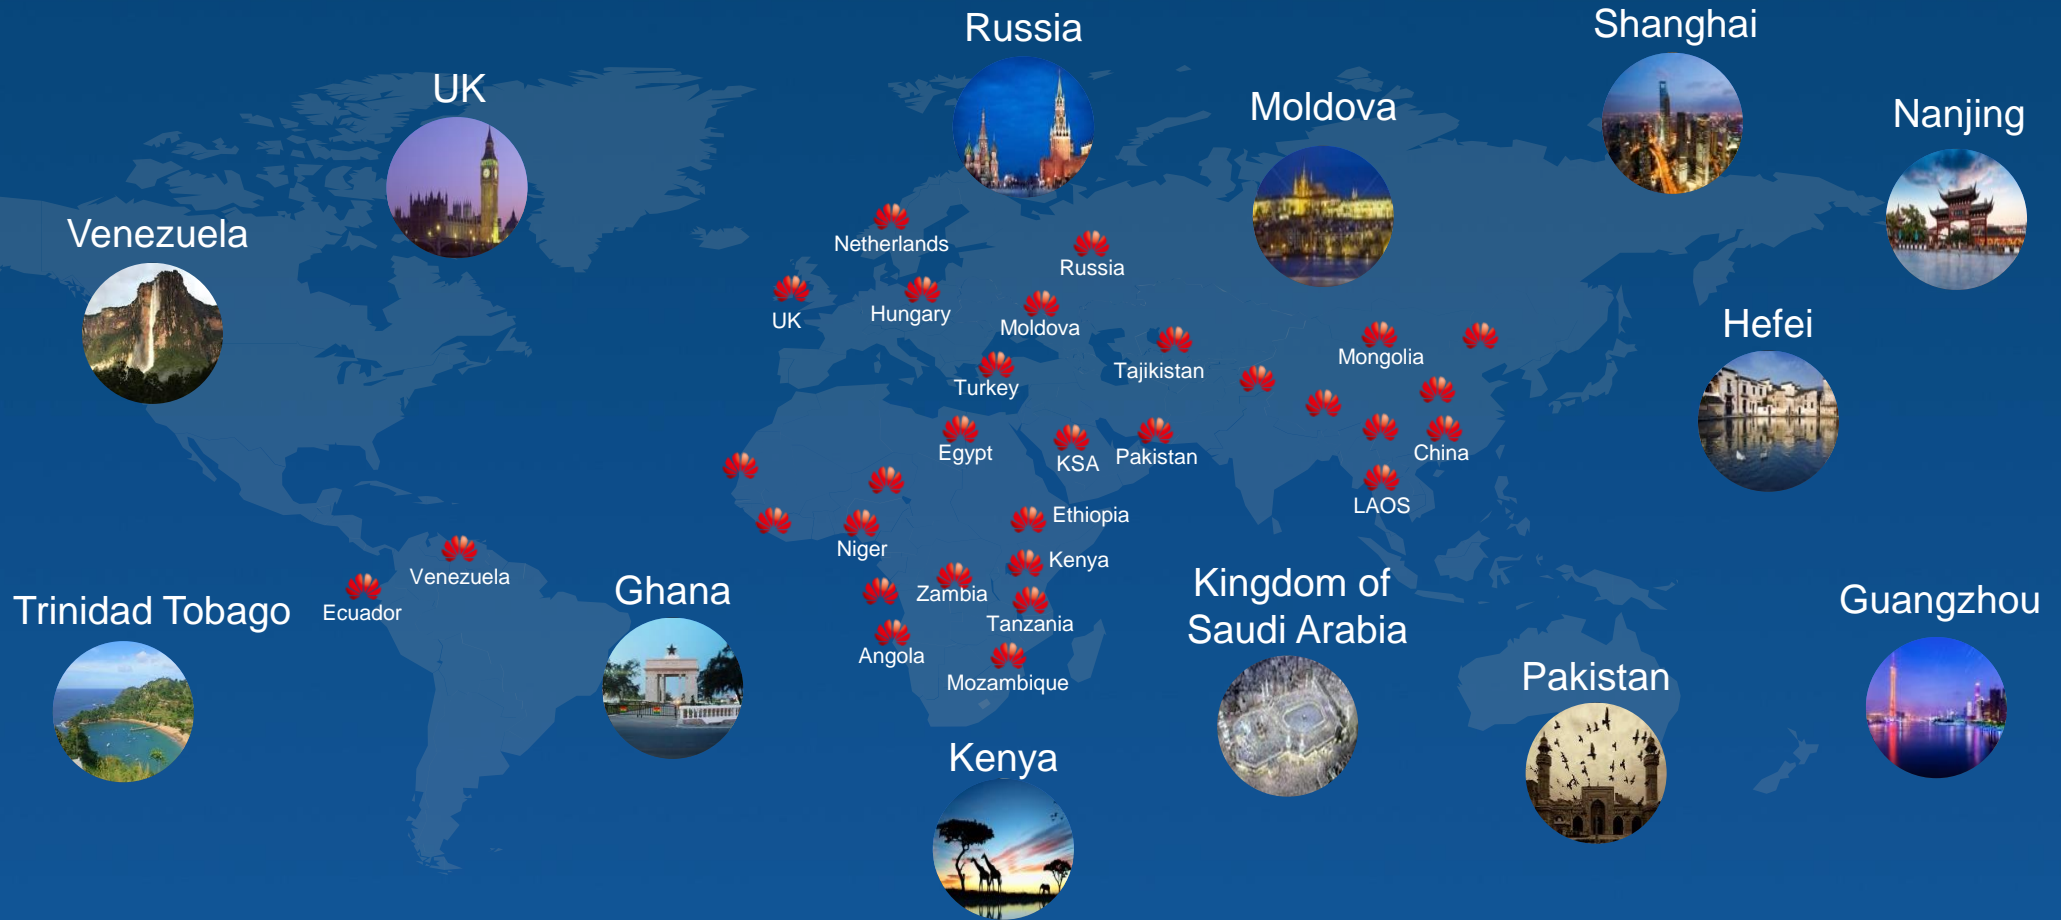 Russia
Shanghai
UK
Moldova
Nanjing
Venezuela
Netherlands
Russia
UK
Hungary
Moldova
Hefei
Mongolia
Tajikistan
Turkey
Egypt
KSA
Pakistan
China
LAOS
Ethiopia
Niger
Kenya
Venezuela
Ecuador
Zambia
Tanzania
Angola
Mozambique
Trinidad Tobago
Ghana
Kingdom of
Saudi Arabia
Guangzhou
Pakistan
Kenya